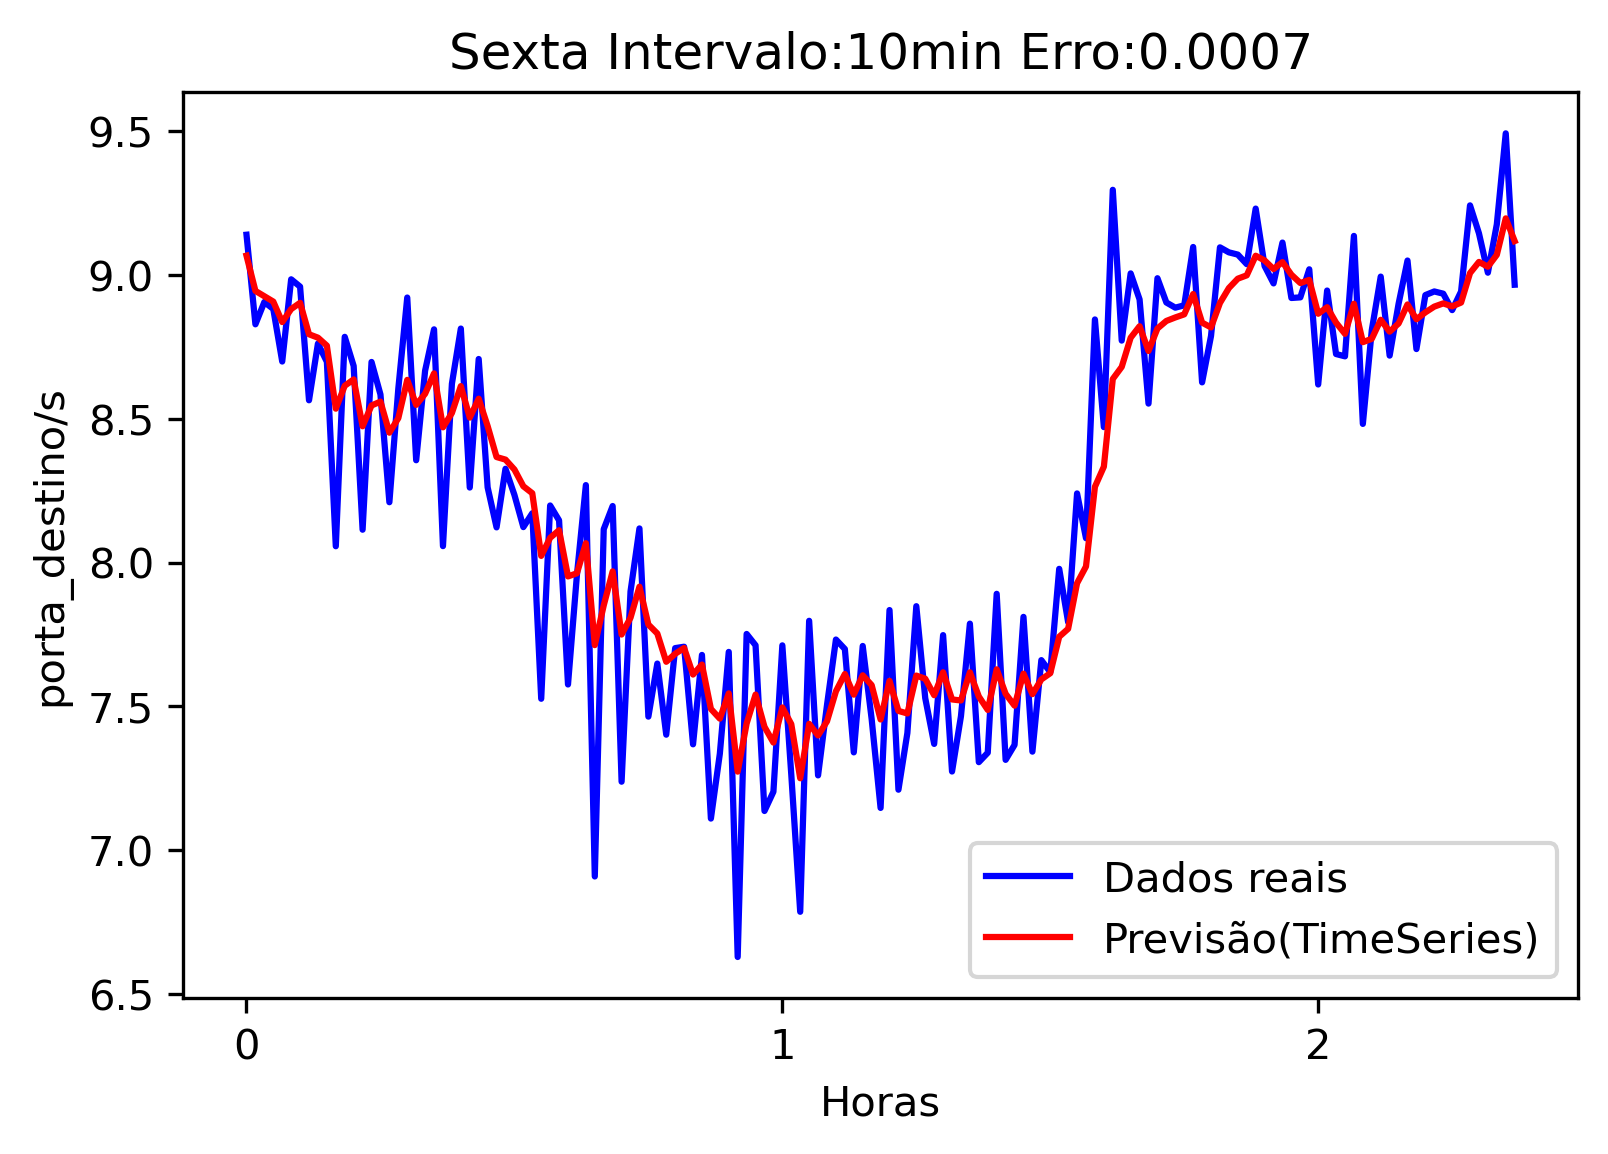 Sexta Intervalo:10min Erro:0.0007
porta_destino/s
9.5
9.0
8.5
8.0
7.5
7.0
6.5
Dados reais
Previsão(TimeSeries)
0 1 2
Horas